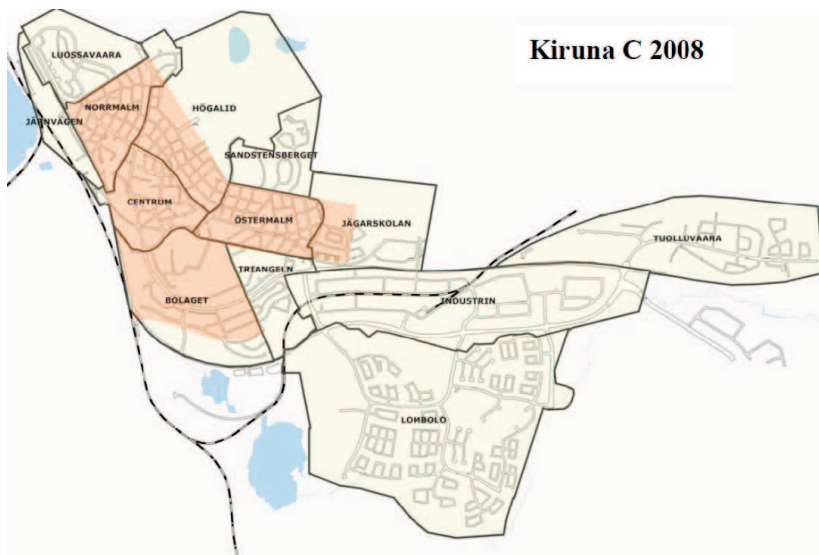 Kiruna C 2008
LUOSSAVAARA
NORRMALM
HÖGALID
JÄRNVÄGEN
SANDSTENSBERGET
CENTRUM
ÖSTERMALM
JÄGARSKOLAN
TUOLLUVAARA
TRIANGELN
BOLAGET
INDUSTRIN
LOMBOLO